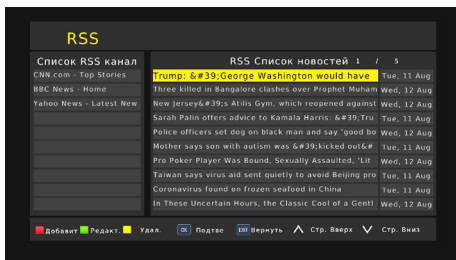 RSS
Список RSS канал
CNN.com - Top Stories
BBC News - Home
Yahoo News - Latest New
RSS Список новостей 1 / 5
Trump: &#39;George Washington would have Tue, 11 Aug
Three killed in Bangalore clashes over Prophet Muham Wed, 12 Aug
New Jersey&#39;s Atilis Gym, which reopened against Wed, 12 Aug
Sarah Palin offers advice to Kamala Harris: &#39;Tru Wed, 12 Aug
Police officers set dog on black man and say 'good bo Wed, 12 Aug
Mother says son with autism was &#39;kicked out&# Tue, 11 Aug
Pro Poker Player Was Bound, Sexually Assaulted, 'Lit Wed, 12 Aug
Taiwan says virus aid sent quietly to avoid Beijing pro Tue, 11 Aug
Coronavirus found on frozen seafood in China Tue, 11 Aug
In These Uncertain Hours, the Classic Cool of a Gentl Wed, 12 Aug
Добавит Редакт. Удал. OK Подтве EXIT Вернуть Стр. Вверх Стр. Вниз